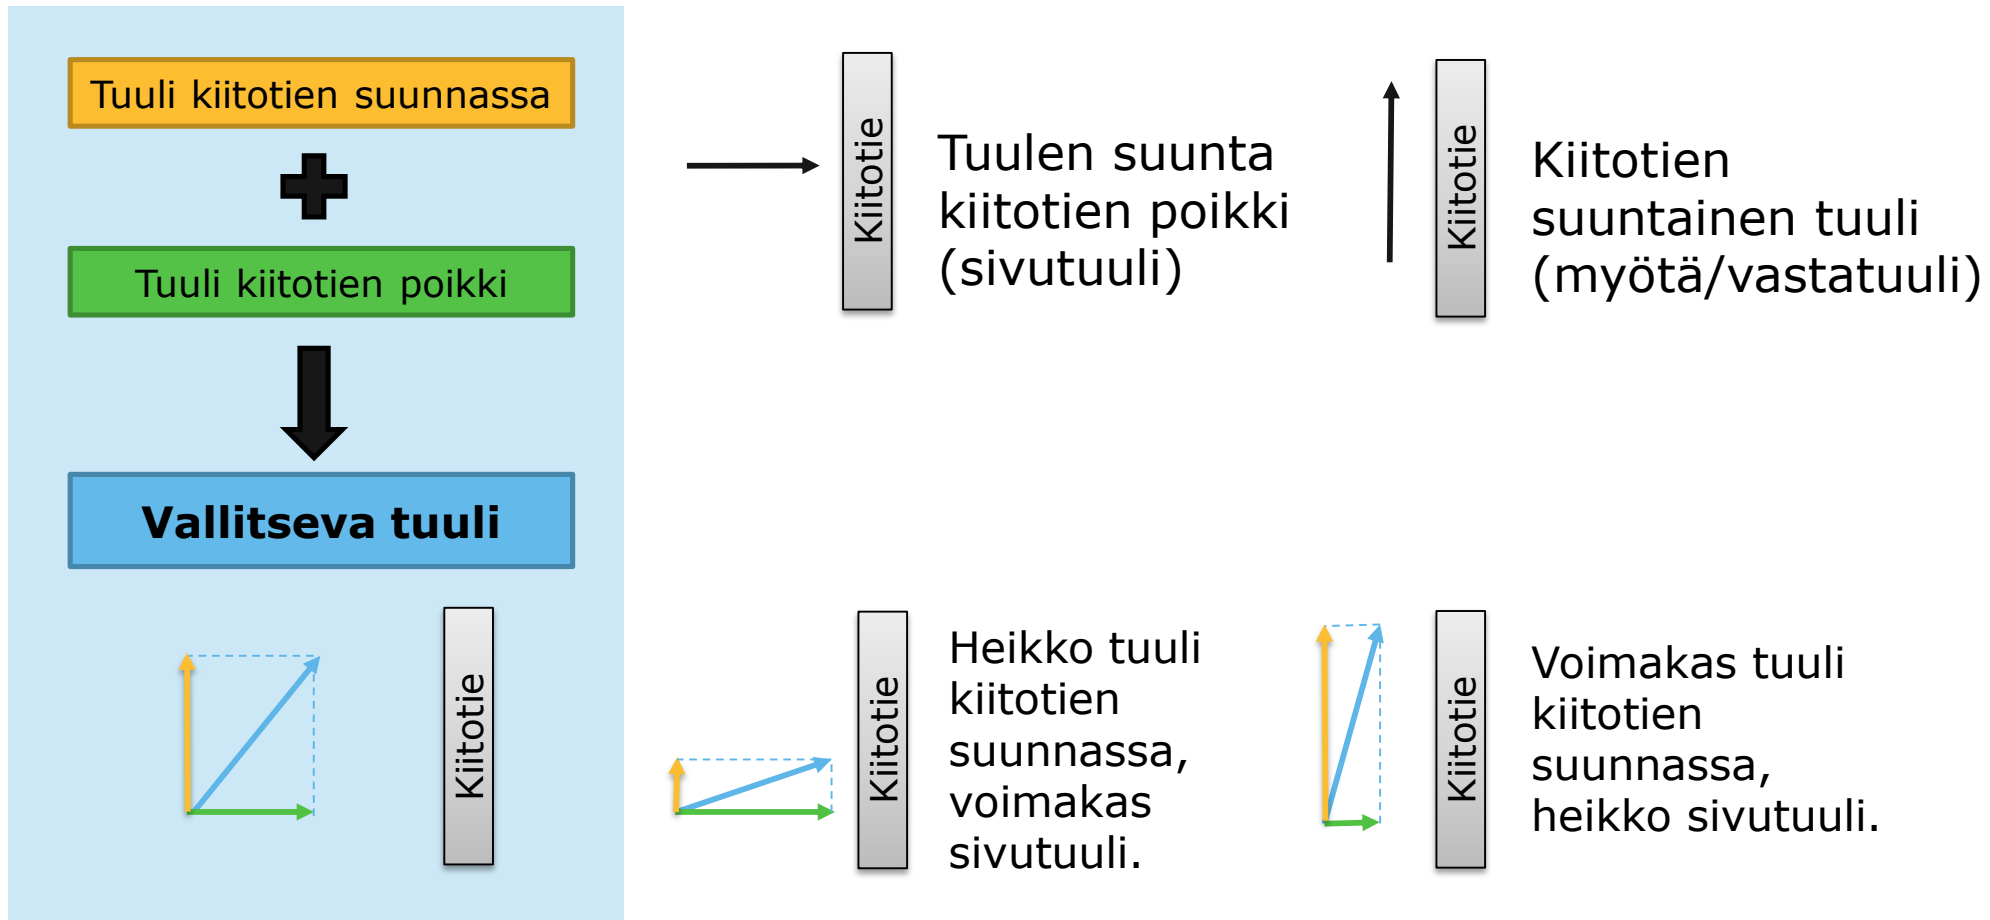 Tuuli kiitotien suunnassa
Tuuli kiitotien poikki
Vallitseva tuuli
Kiitotie
Kiitotie
Tuulen suunta
kiitotien poikki
(sivutuuli)
Kiitotie
Kiitotien
suuntainen tuuli
(myötä/vastatuuli)
Kiitotie
Heikko tuuli
kiitotien
suunnassa,
voimakas
sivutuuli.
Kiitotie
Voimakas tuuli
kiitotien
suunnassa,
heikko sivutuuli.